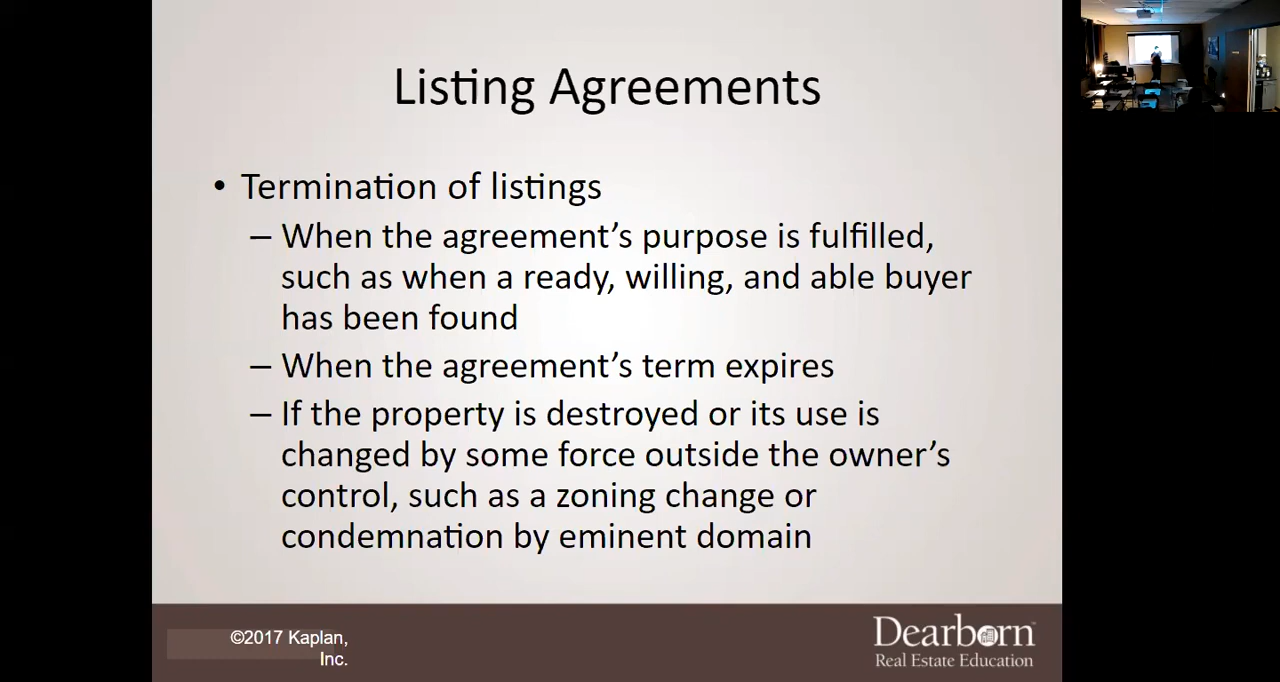 Listing Agreements
• Termination of listings
– When the agreement’s purpose is fulfilled,
such as when a ready, willing, and able buyer
has been found
– When the agreement’s term expires
– If the property is destroyed or its use is
changed by some force outside the owner’s
control, such as a zoning change or
condemnation by eminent domain
©2017 Kaplan,
Inc.
Dearborn™
Real Estate Education